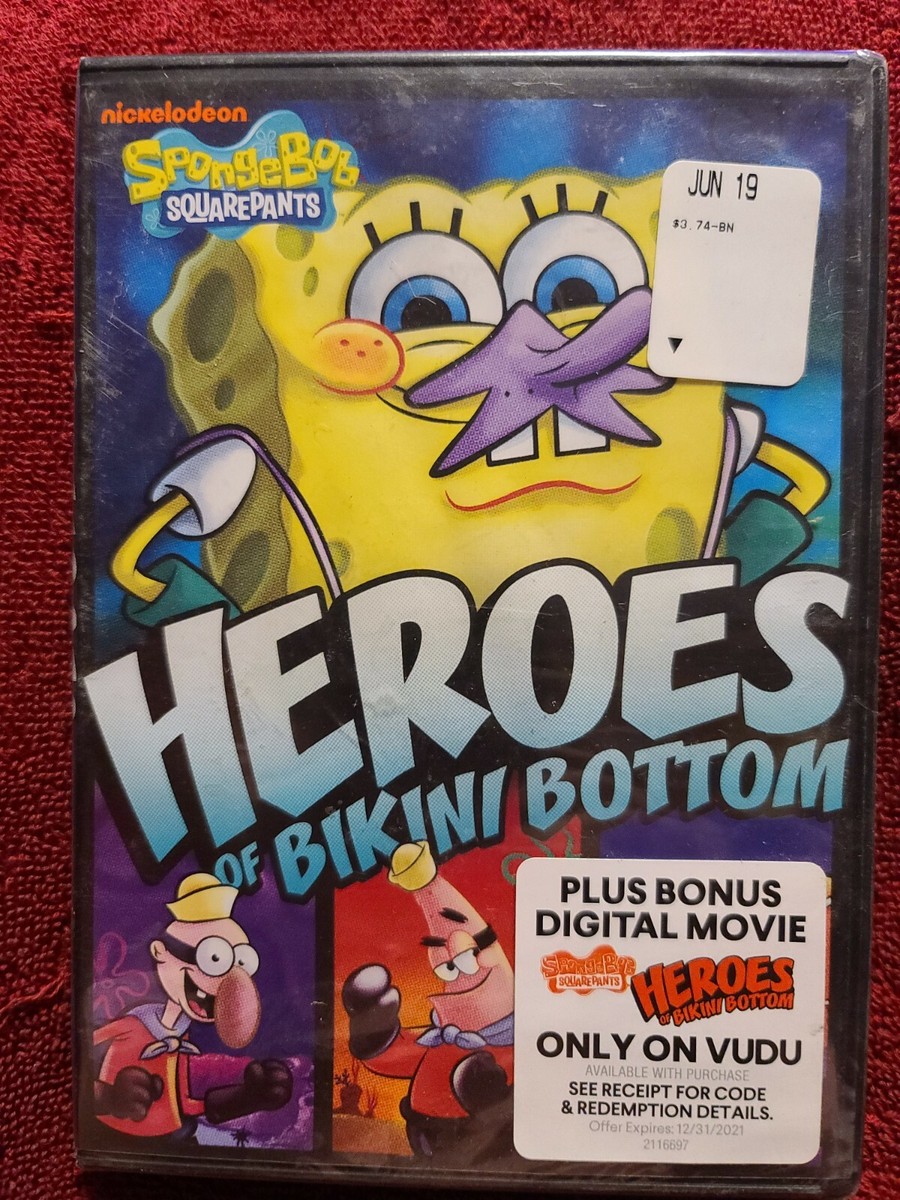 nickelodeon
SpongeBob
SQUAREPANTS
JUN 19
$3.74-BN
HEROES
OF BIKINI BOTTOM
PLUS BONUS
DIGITAL MOVIE
SpongeBob
SQUAREPANTS
HEROES
OF BIKINI BOTTOM
ONLY ON VUDU
AVAILABLE WITH PURCHASE
SEE RECEIPT FOR CODE
& REDEMPTION DETAILS.
Offer Expires: 12/31/2021
2116697